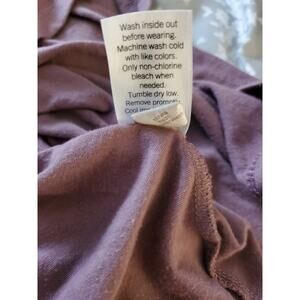 Wash inside out
before wearing.
Machine wash cold
with like colors.
Only non-chlorine
bleach when
needed.
Tumble dry low.
Remove promptly.
Cool